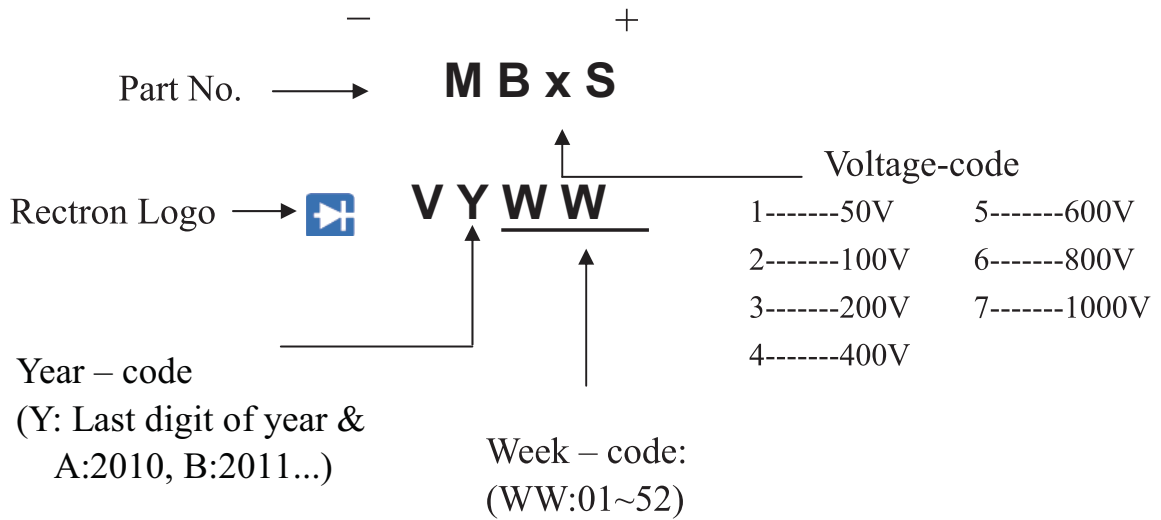 — +
Part No. M B x S
Voltage-code
Rectron Logo V Y W W
1-------50V 5-------600V
2-------100V 6-------800V
3-------200V 7-------1000V
4-------400V
Year – code
(Y: Last digit of year &
A:2010, B:2011...)
Week – code:
(WW:01~52)